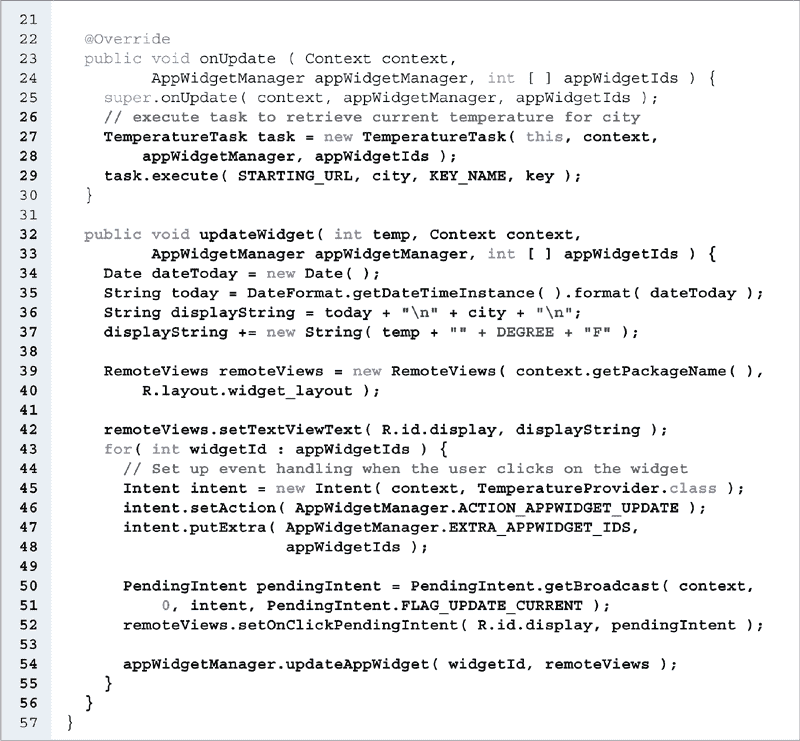 21
22 @Override
23 public void onUpdate ( Context context,
24 AppWidgetManager appWidgetManager, int [ ] appWidgetIds ) {
25 super.onUpdate( context, appWidgetManager, appWidgetIds );
26 // execute task to retrieve current temperature for city
27 TemperatureTask task = new TemperatureTask( this, context,
28 appWidgetManager, appWidgetIds );
29 task.execute( STARTING_URL, city, KEY_NAME, key );
30 }
31
32 public void updateWidget( int temp, Context context,
33 AppWidgetManager appWidgetManager, int [ ] appWidgetIds ) {
34 Date dateToday = new Date( );
35 String today = DateFormat.getDateTimeInstance( ).format( dateToday );
36 String displayString = today + "\n" + city + "\n";
37 displayString += new String( temp + "" + DEGREE + "F" );
38
39 RemoteViews remoteViews = new RemoteViews( context.getPackageName( ),
40 R.layout.widget_layout );
41
42 remoteViews.setTextViewText( R.id.display, displayString );
43 for( int widgetId : appWidgetIds ) {
44 // Set up event handling when the user clicks on the widget
45 Intent intent = new Intent( context, TemperatureProvider.class );
46 intent.setAction( AppWidgetManager.ACTION_APPWIDGET_UPDATE );
47 intent.putExtra( AppWidgetManager.EXTRA_APPWIDGET_IDS,
48 appWidgetIds );
49
50 PendingIntent pendingIntent = PendingIntent.getBroadcast( context,
51 0, intent, PendingIntent.FLAG_UPDATE_CURRENT );
52 remoteViews.setOnClickPendingIntent( R.id.display, pendingIntent );
53
54 appWidgetManager.updateAppWidget( widgetId, remoteViews );
55 }
56 }
57 }